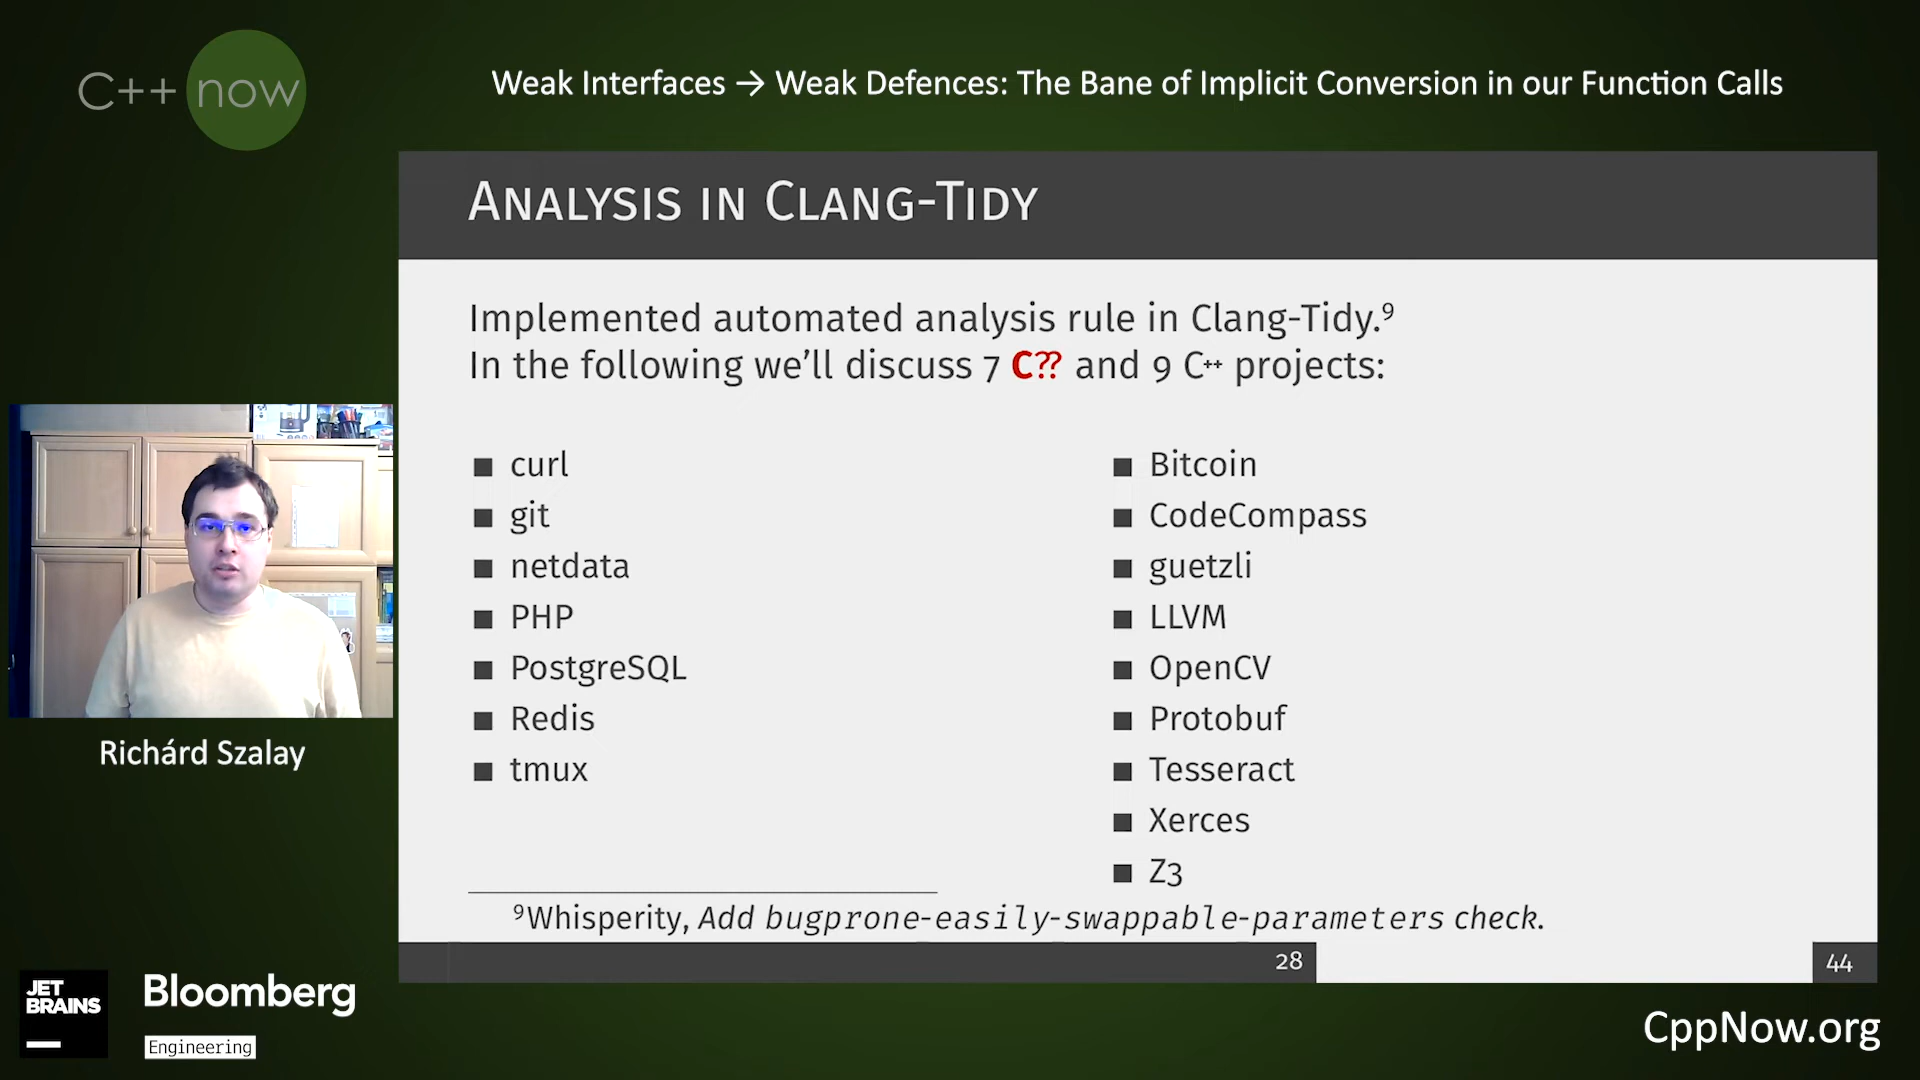 C++ now
Weak Interfaces → Weak Defences: The Bane of Implicit Conversion in our Function Calls
ANALYSIS IN CLANG-TIDY
Implemented automated analysis rule in Clang-Tidy.⁹
In the following we'll discuss 7 C⁇ and 9 C++ projects:
■ curl
■ git
■ netdata
■ PHP
■ PostgreSQL
■ Redis
■ tmux
■ Bitcoin
■ CodeCompass
■ guetzli
■ LLVM
■ OpenCV
■ Protobuf
■ Tesseract
■ Xerces
■ Z3
⁹Whisperity, Add bugprone-easily-swappable-parameters check.
28
44
Richárd Szalay
JET
BRAINS
Bloomberg
Engineering
CppNow.org